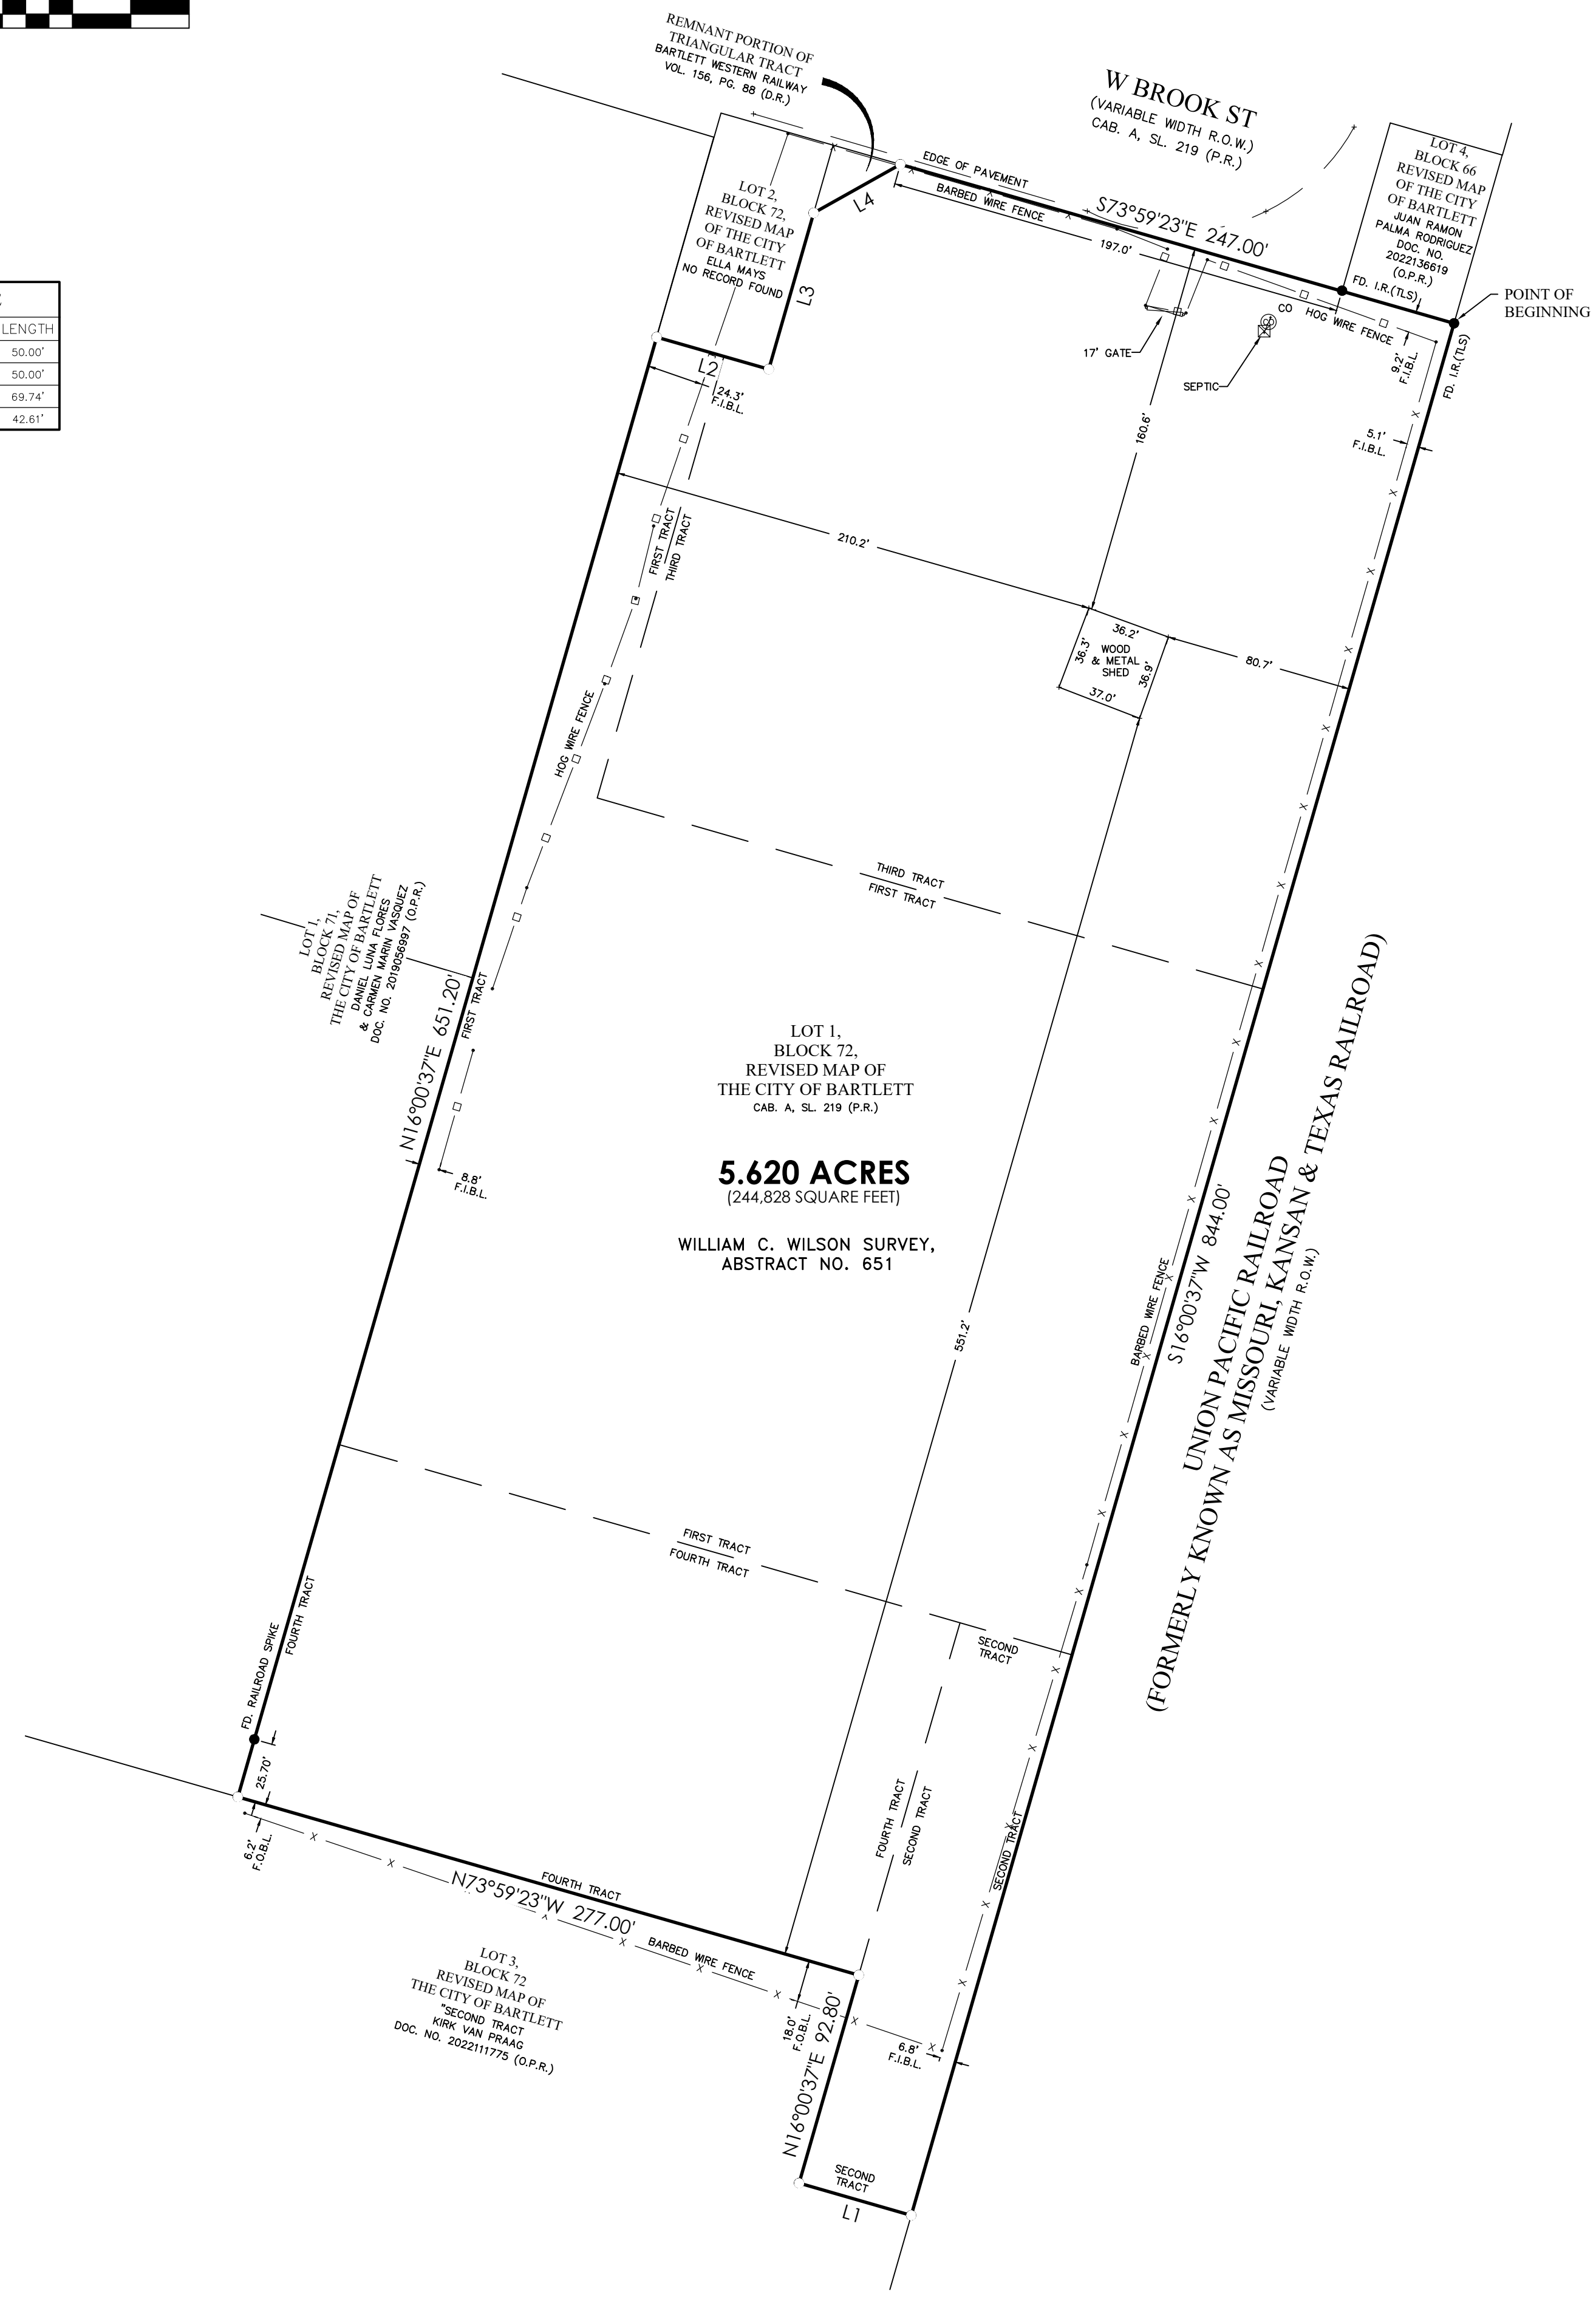 REMNANT PORTION OF
TRIANGULAR TRACT
BARTLETT WESTERN RAILWAY
VOL. 156, PG. 88 (D.R.)
W BROOK ST
(VARIABLE WIDTH R.O.W.)
CAB. A, SL. 219 (P.R.)
LOT 4,
BLOCK 66
REVISED MAP
OF THE CITY
OF BARTLETT
JUAN RAMON
PALMA RODRIGUEZ
DOC. NO.
2022136619
(O.P.R.)
EDGE OF PAVEMENT
BARBED WIRE FENCE
S73°59'23"E 247.00'
197.0'
L4
LOT 2,
BLOCK 72,
REVISED MAP
OF THE CITY
OF BARTLETT
ELLA MAYS
NO RECORD FOUND
L3
L2
24.3'
F.I.B.L.
FD. I.R.(TLS)
POINT OF
BEGINNING
CO
HOG WIRE FENCE
17' GATE
SEPTIC
9.2'
F.I.B.L.
FD. I.R.(TLS)
LENGTH
50.00'
50.00'
69.74'
42.61'
160.6'
5.1'
F.I.B.L.
210.2'
FIRST TRACT
THIRD TRACT
36.2'
36.3'
WOOD
& METAL
SHED
36.9'
37.0'
80.7'
HOG WIRE FENCE
THIRD TRACT
FIRST TRACT
LOT 1,
BLOCK 71,
REVISED MAP OF
THE CITY OF BARTLETT
DANIEL LUNA FLORES
& CARMEN MARIN VASQUEZ
DOC. NO. 2019056997 (O.P.R.)
N16°00'37"E 651.20'
FIRST TRACT
8.8'
F.I.B.L.
LOT 1,
BLOCK 72,
REVISED MAP OF
THE CITY OF BARTLETT
CAB. A, SL. 219 (P.R.)
5.620 ACRES
(244,828 SQUARE FEET)
WILLIAM C. WILSON SURVEY,
ABSTRACT NO. 651
551.2'
BARBED WIRE FENCE
S16°00'37"W 844.00'
UNION PACIFIC RAILROAD
(FORMERLY KNOWN AS MISSOURI, KANSAN & TEXAS RAILROAD)
(VARIABLE WIDTH R.O.W.)
FIRST TRACT
FOURTH TRACT
SECOND
TRACT
FD. RAILROAD SPIKE
FOURTH TRACT
25.70'
6.2'
F.O.B.L.
FOURTH TRACT
SECOND TRACT
SECOND TRACT
FOURTH TRACT
N73°59'23"W 277.00'
BARBED WIRE FENCE
LOT 3,
BLOCK 72
REVISED MAP OF
THE CITY OF BARTLETT
"SECOND TRACT
KIRK VAN PRAAG
DOC. NO. 2022111775 (O.P.R.)
18.0'
F.O.B.L.
N16°00'37"E 92.80'
6.8'
F.I.B.L.
SECOND
TRACT
L1